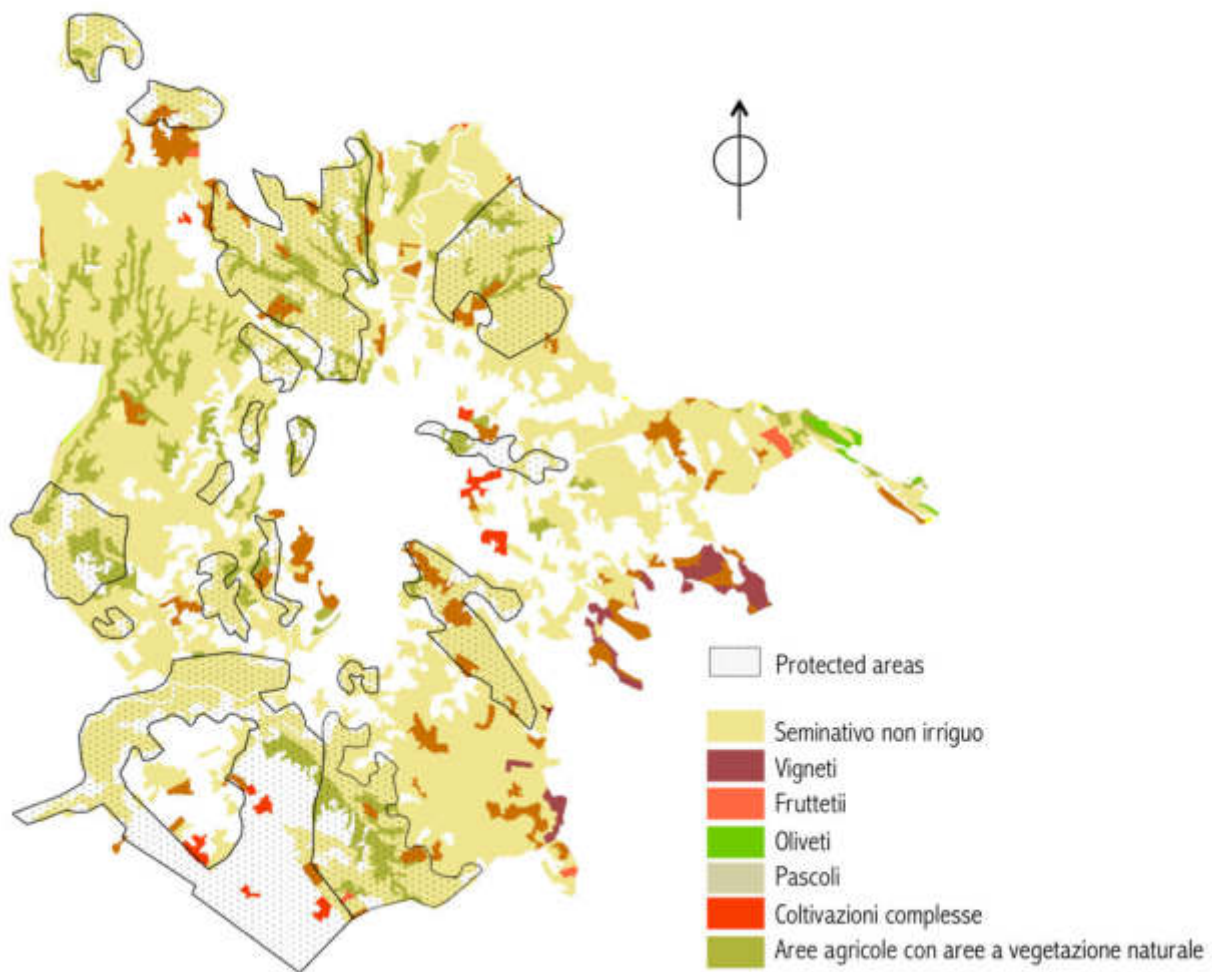 Protected areas
Seminativo non irriguo
Vigneti
Fruttetii
Oliveti
Pascoli
Coltivazioni complesse
Aree agricole con aree a vegetazione naturale